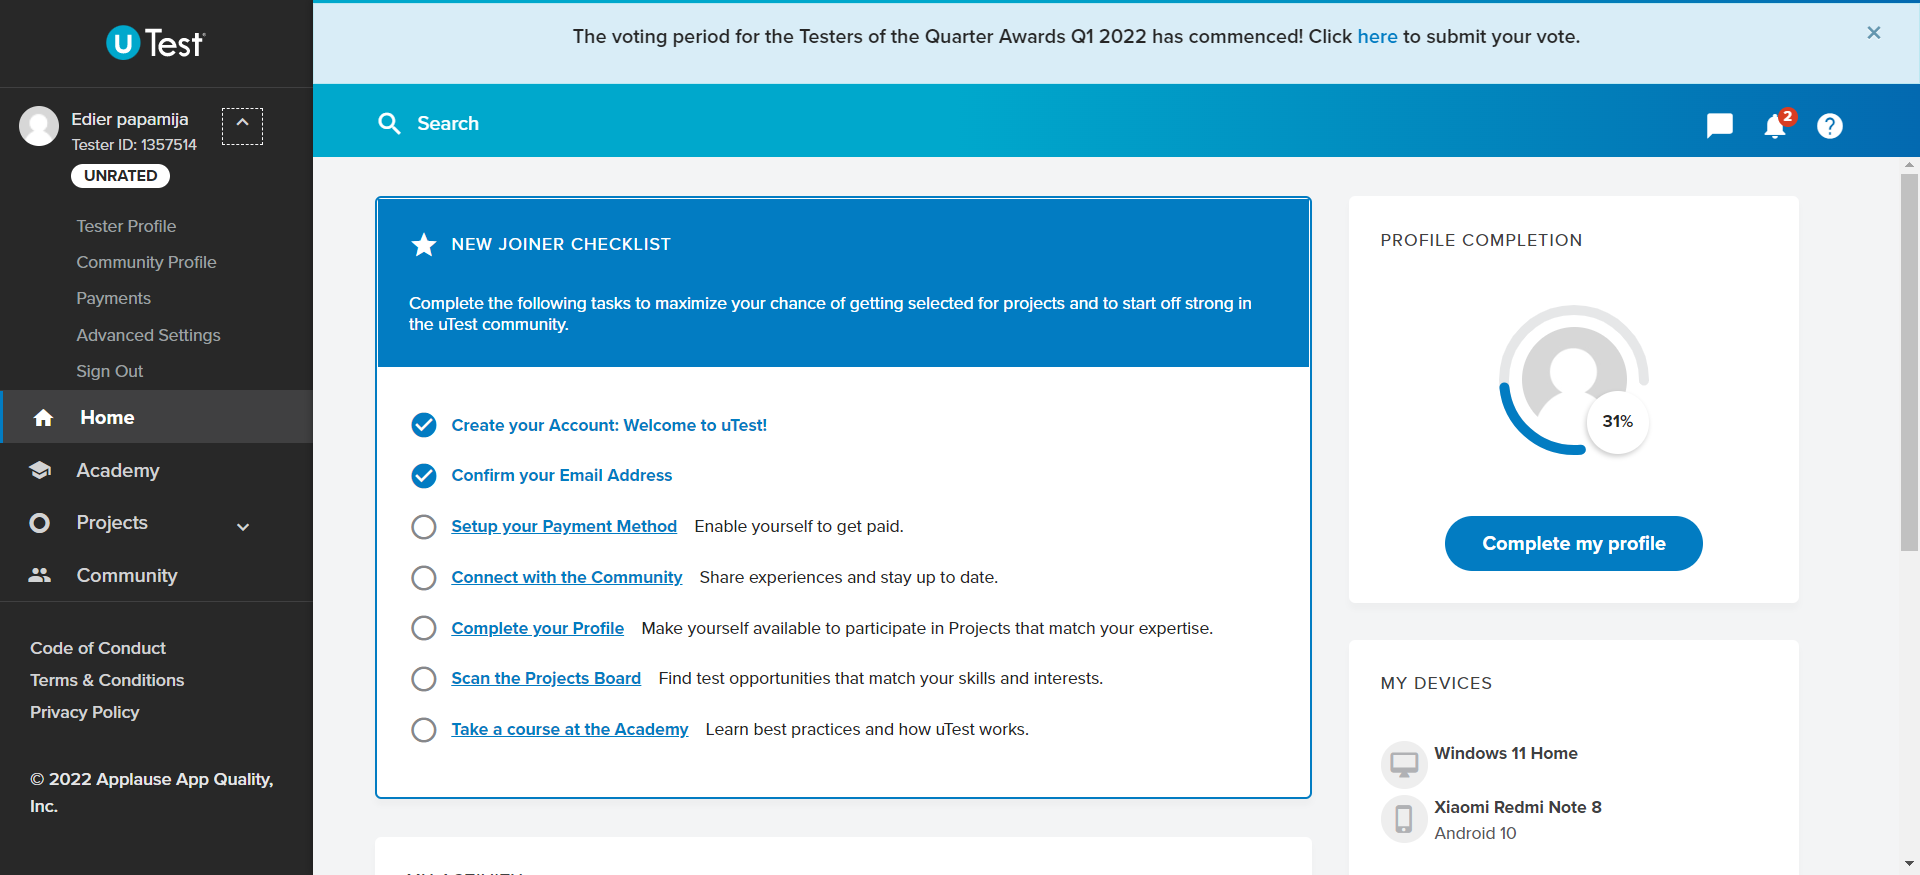 uTest
Edier papamija
Tester ID: 1357514
UNRATED
Tester Profile
Community Profile
Payments
Advanced Settings
Sign Out
Home
Academy
Projects
Community
Code of Conduct
Terms & Conditions
Privacy Policy
© 2022 Applause App Quality,
Inc.
The voting period for the Testers of the Quarter Awards Q1 2022 has commenced! Click here to submit your vote.
×
Search
2
?
NEW JOINER CHECKLIST
Complete the following tasks to maximize your chance of getting selected for projects and to start off strong in
the uTest community.
Create your Account: Welcome to uTest!
Confirm your Email Address
Setup your Payment Method Enable yourself to get paid.
Connect with the Community Share experiences and stay up to date.
Complete your Profile Make yourself available to participate in Projects that match your expertise.
Scan the Projects Board Find test opportunities that match your skills and interests.
Take a course at the Academy Learn best practices and how uTest works.
MY ACTIVITY
PROFILE COMPLETION
31%
Complete my profile
MY DEVICES
Windows 11 Home
Xiaomi Redmi Note 8
Android 10